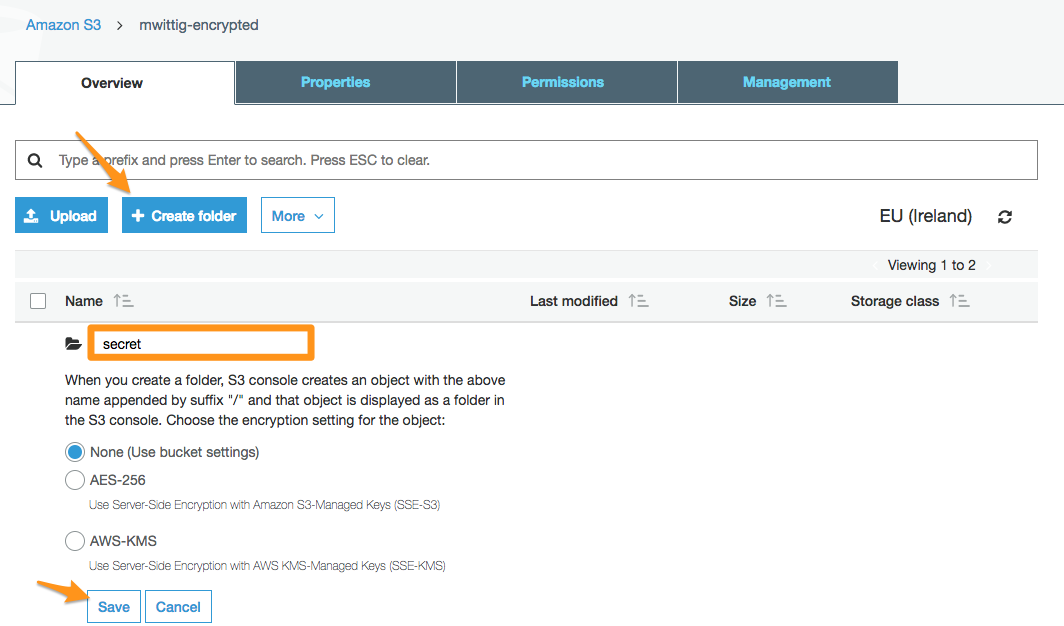 Amazon S3 > mwittig-encrypted
Overview Properties Permissions Management
Type a prefix and press Enter to search. Press ESC to clear.
Upload + Create folder More EU (Ireland)
Viewing 1 to 2
Name Last modified Size Storage class
secret
When you create a folder, S3 console creates an object with the above
name appended by suffix "/" and that object is displayed as a folder in
the S3 console. Choose the encryption setting for the object:
None (Use bucket settings)
AES-256
Use Server-Side Encryption with Amazon S3-Managed Keys (SSE-S3)
AWS-KMS
Use Server-Side Encryption with AWS KMS-Managed Keys (SSE-KMS)
Save Cancel